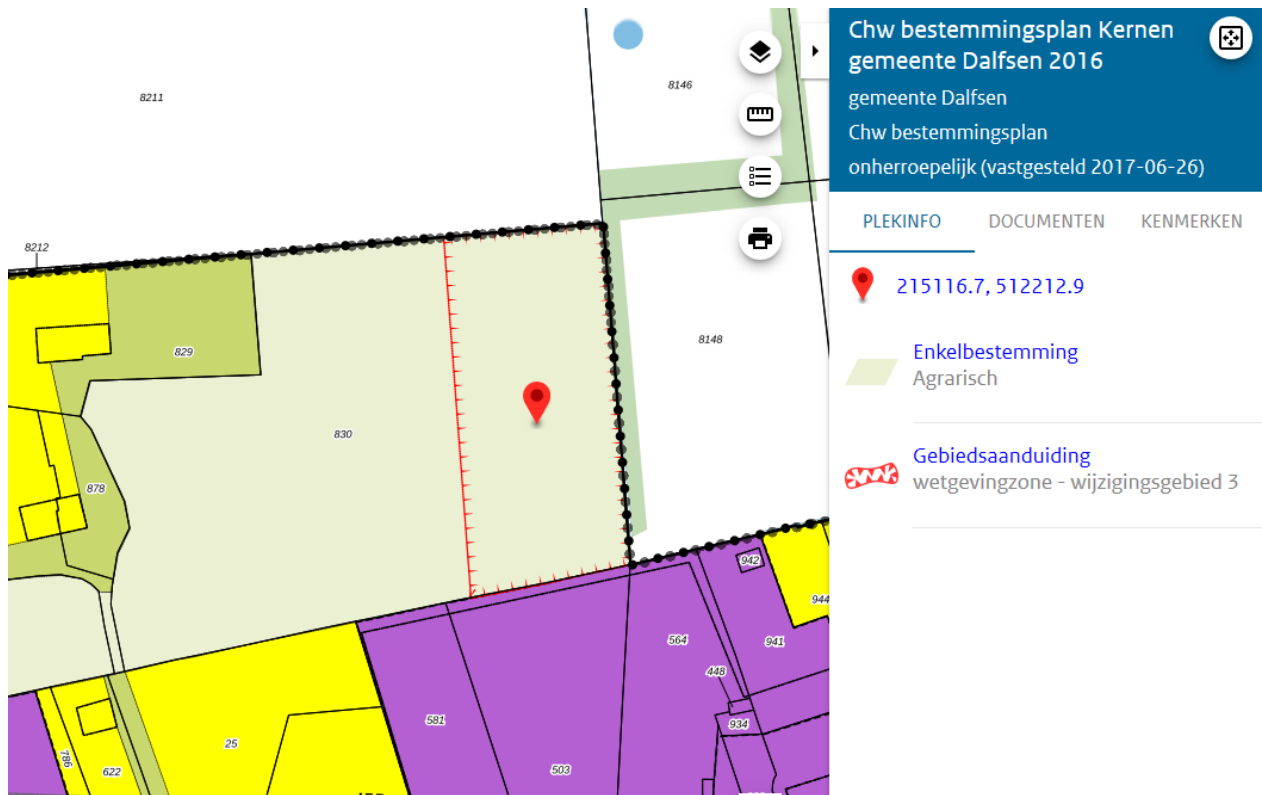 8211
8146
8212
829
8148
830
878
942
944
564
941
448
581
934
25
786
622
503
Chw bestemmingsplan Kernen
gemeente Dalfsen 2016
gemeente Dalfsen
Chw bestemmingsplan
onherroepelijk (vastgesteld 2017-06-26)
PLEKINFO DOCUMENTEN KENMERKEN
215116.7, 512212.9
Enkelbestemming
Agrarisch
Gebiedsaanduiding
wetgevingzone - wijzigingsgebied 3